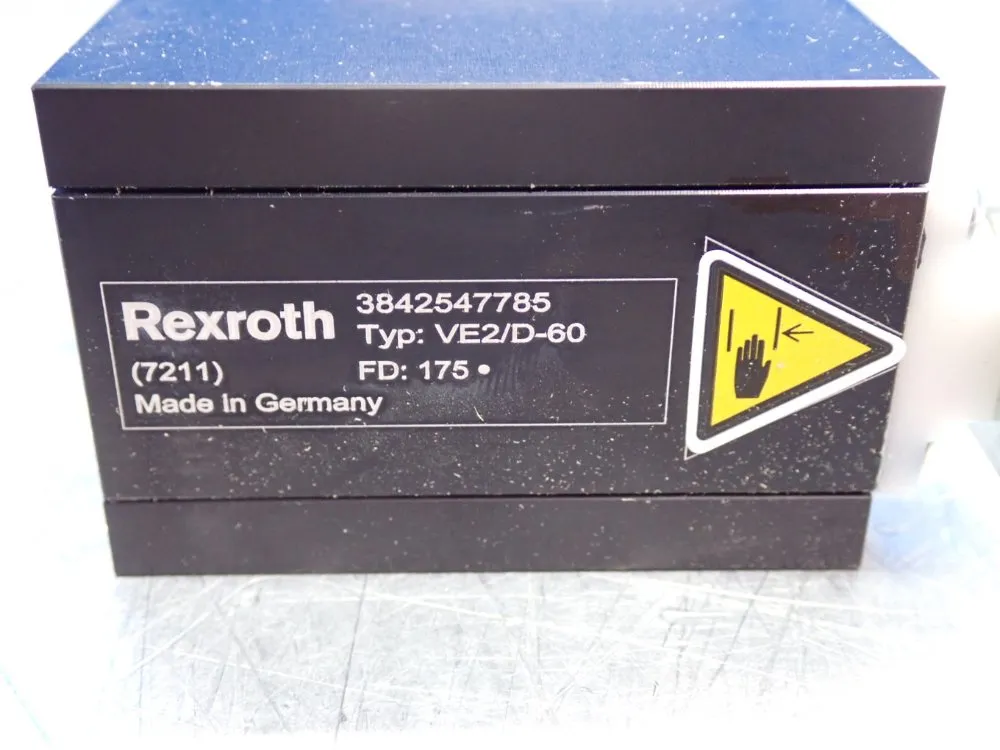 Rexroth 3842547785
Typ: VE2/D-60
(7211) FD: 175 •
Made in Germany